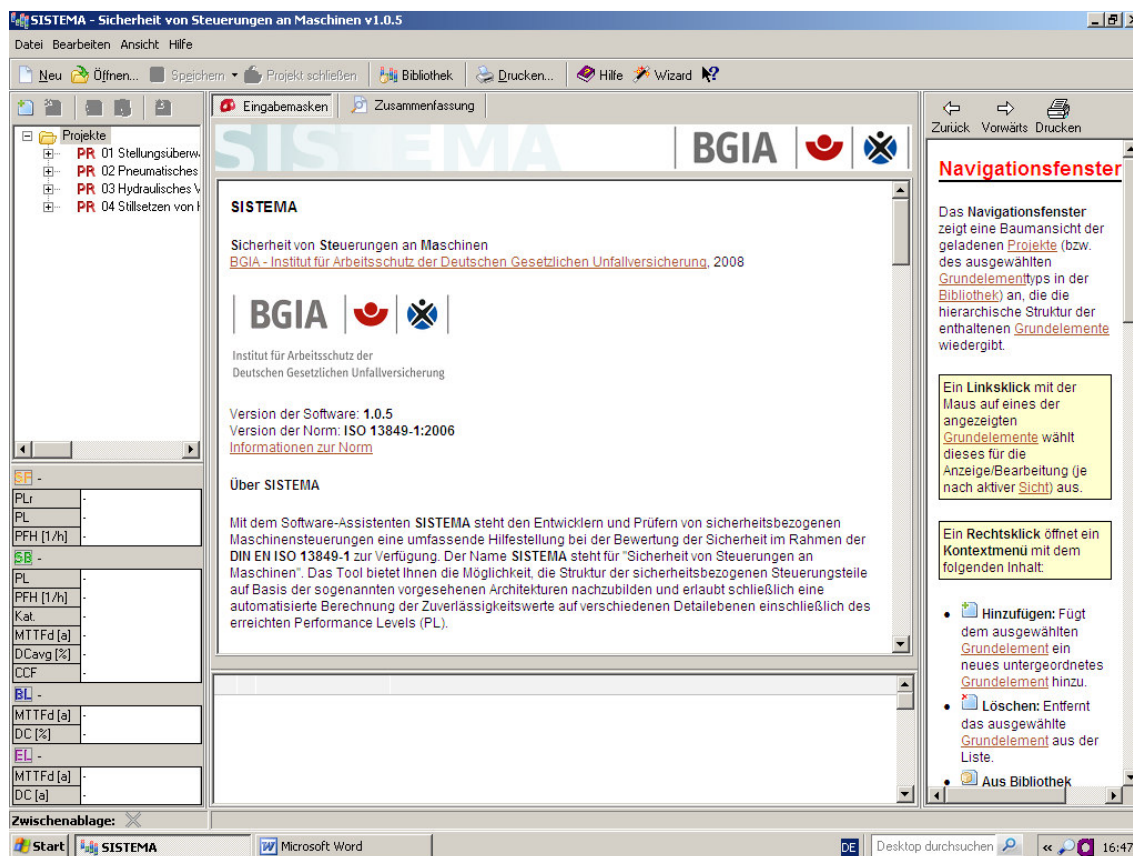 SISTEMA - Sicherheit von Steuerungen an Maschinen v1.0.5
Datei Bearbeiten Ansicht Hilfe
Neu Öffnen... Speichern Projekt schließen Bibliothek Drucken... Hilfe Wizard
Projekte
PR 01 Stellungsüberw
PR 02 Pneumatisches
PR 03 Hydraulisches V
PR 04 Stillsetzen von H
SF -
PLr -
PL -
PFH [1/h] -
SB -
PL -
PFH [1/h] -
Kat. -
MTTFd [a] -
DCavg [%] -
CCF -
BL -
MTTFd [a] -
DC [%] -
EL -
MTTFd [a] -
DC [a] -
Eingabemasken Zusammenfassung
SISTEMA BGIA
SISTEMA
Sicherheit von Steuerungen an Maschinen
BGIA - Institut für Arbeitsschutz der Deutschen Gesetzlichen Unfallversicherung, 2008
BGIA
Institut für Arbeitsschutz der
Deutschen Gesetzlichen Unfallversicherung
Version der Software: 1.0.5
Version der Norm: ISO 13849-1:2006
Informationen zur Norm
Über SISTEMA
Mit dem Software-Assistenten SISTEMA steht den Entwicklern und Prüfern von sicherheitsbezogenen
Maschinensteuerungen eine umfassende Hilfestellung bei der Bewertung der Sicherheit im Rahmen der
DIN EN ISO 13849-1 zur Verfügung. Der Name SISTEMA steht für "Sicherheit von Steuerungen an
Maschinen". Das Tool bietet Ihnen die Möglichkeit, die Struktur der sicherheitsbezogenen Steuerungsteile
auf Basis der sogenannten vorgesehenen Architekturen nachzubilden und erlaubt schließlich eine
automatisierte Berechnung der Zuverlässigkeitswerte auf verschiedenen Detailebenen einschließlich des
erreichten Performance Levels (PL).
Zurück Vorwärts Drucken
Navigationsfenster
Das Navigationsfenster
zeigt eine Baumansicht der
geladenen Projekte (bzw.
des ausgewählten
Grundelementtyps in der
Bibliothek) an, die die
hierarchische Struktur der
enthaltenen Grundelemente
wiedergibt.
Ein Linksklick mit der
Maus auf eines der
angezeigten
Grundelemente wählt
dieses für die
Anzeige/Bearbeitung (je
nach aktiver Sicht) aus.
Ein Rechtsklick öffnet ein
Kontextmenü mit dem
folgenden Inhalt:
• Hinzufügen: Fügt
dem ausgewählten
Grundelement ein
neues untergeordnetes
Grundelement hinzu.
• Löschen: Entfernt
das ausgewählte
Grundelement aus der
Liste.
• Aus Bibliothek
Zwischenablage:
Start SISTEMA Microsoft Word DE Desktop durchsuchen « 16:47